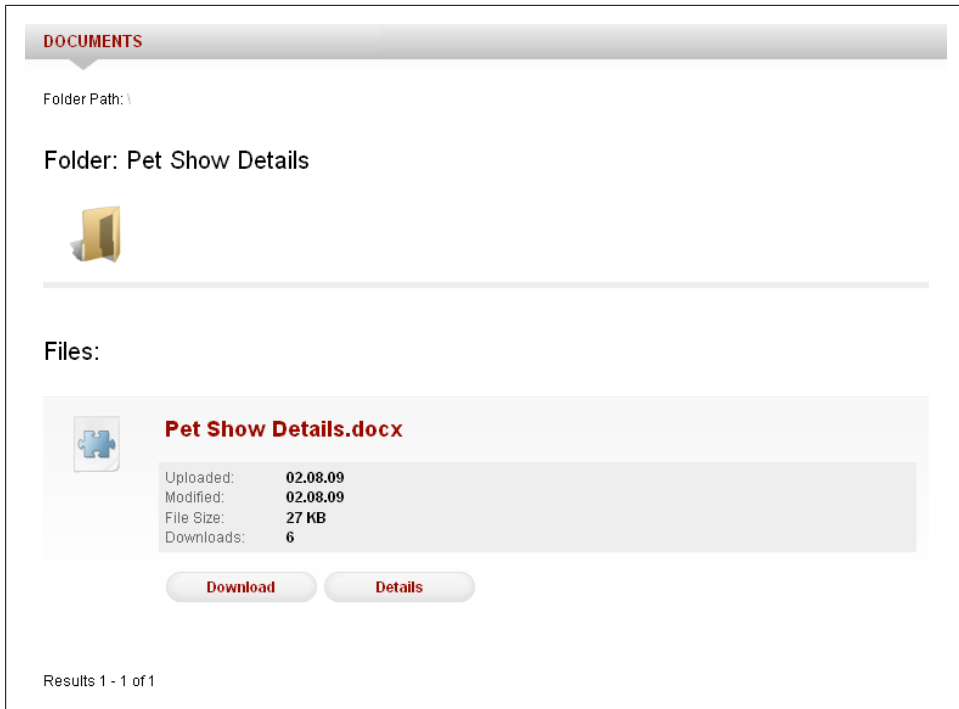 DOCUMENTS
Folder Path: \
Folder: Pet Show Details
Files:
Pet Show Details.docx
Uploaded: 02.08.09
Modified: 02.08.09
File Size: 27 KB
Downloads: 6
Download Details
Results 1 - 1 of 1